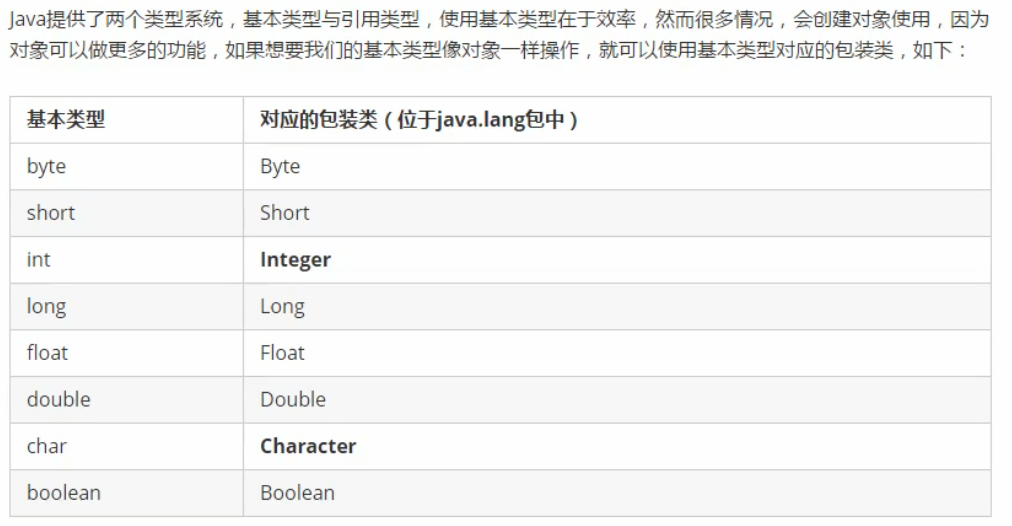 Java提供了两个类型系统，基本类型与引用类型，使用基本类型在于效率，然而很多情况，会创建对象使用，因为
对象可以做更多的功能，如果想要我们的基本类型像对象一样操作，就可以使用基本类型对应的包装类，如下：
基本类型 对应的包装类（位于java.lang包中）
byte Byte
short Short
int Integer
long Long
float Float
double Double
char Character
boolean Boolean